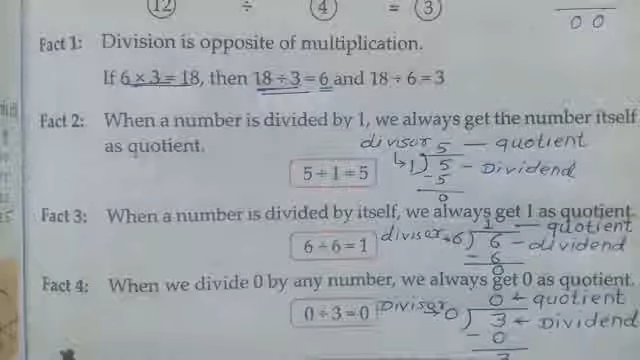 12 ÷ 4 = 3
0 0
Fact 1: Division is opposite of multiplication.
If 6 × 3 = 18, then 18 ÷ 3 = 6 and 18 ÷ 6 = 3
Fact 2: When a number is divided by 1, we always get the number itself
as quotient.
divisor 5 — quotient
5 ÷ 1 = 5
1) 5 — Dividend
- 5
0
Fact 3: When a number is divided by itself, we always get 1 as quotient.
1 — quotient
6 ÷ 6 = 1
divisor → 6) 6 — dividend
- 6
0
Fact 4: When we divide 0 by any number, we always get 0 as quotient.
0 ← quotient
0 ÷ 3 = 0
Divisor → 0) 3 ← Dividend
- 0
3